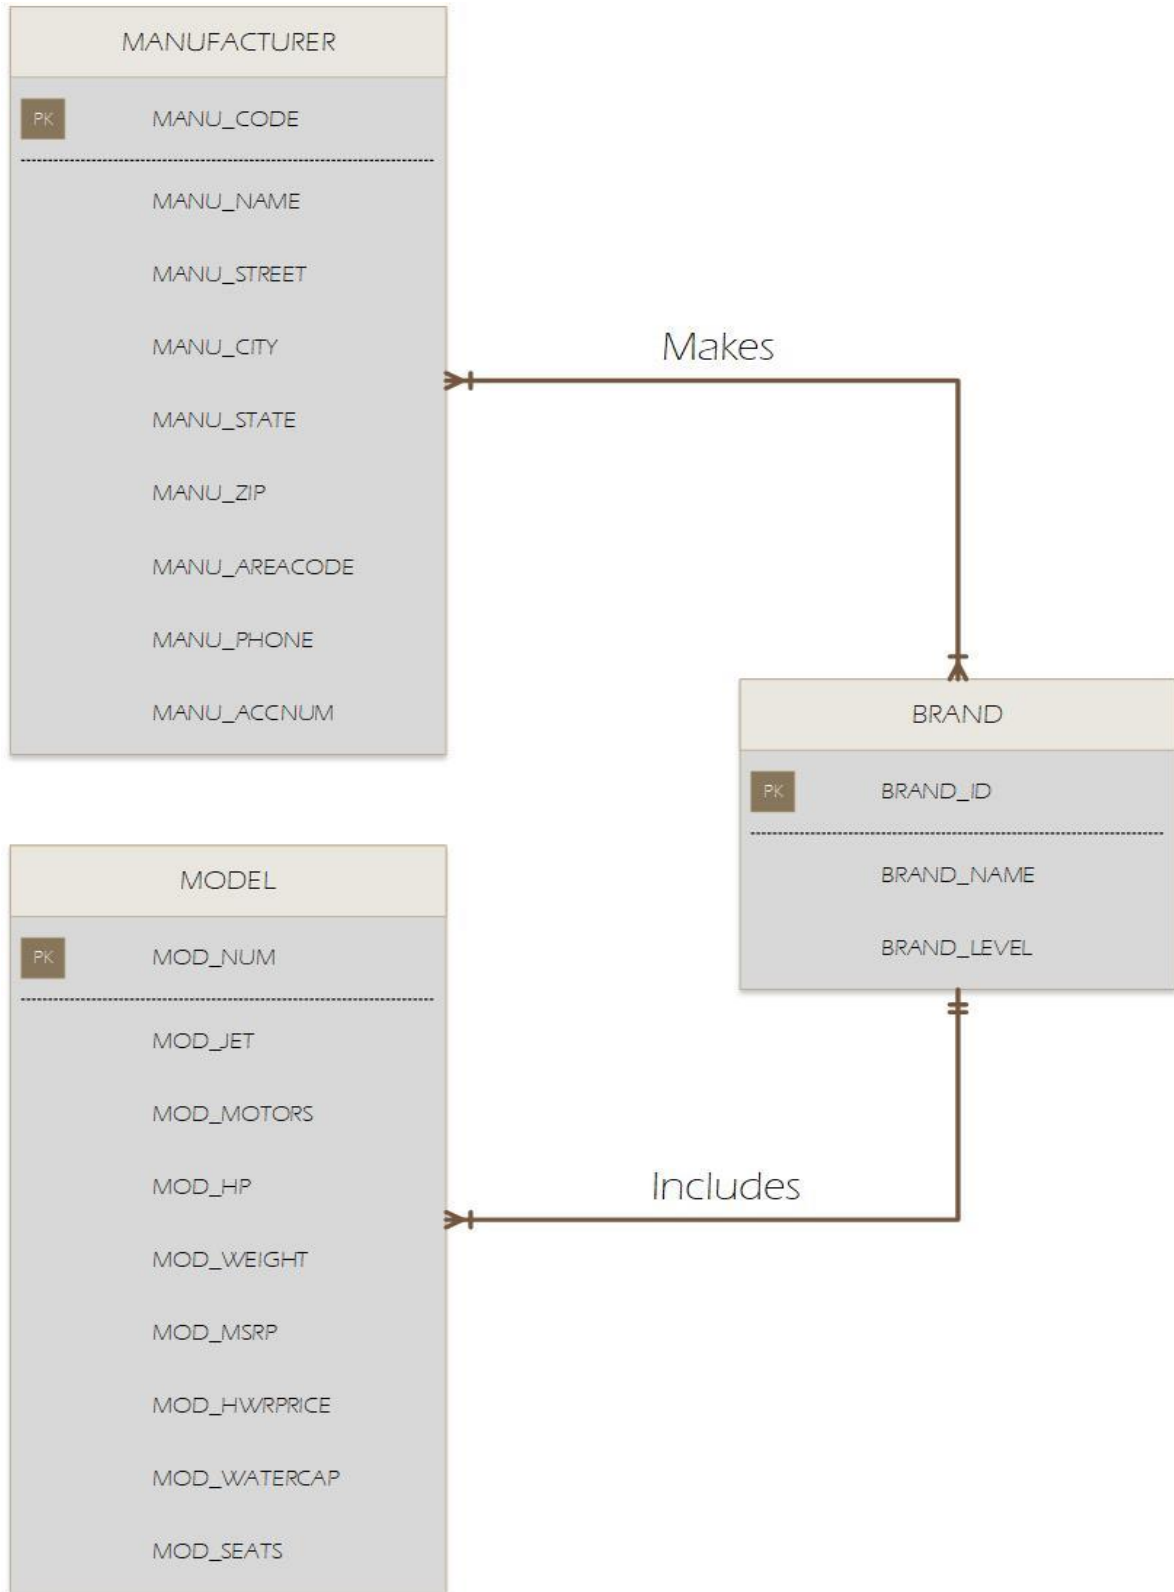 MANUFACTURER
PK MANU_CODE
MANU_NAME
MANU_STREET
MANU_CITY
MANU_STATE
MANU_ZIP
MANU_AREACODE
MANU_PHONE
MANU_ACCNUM
Makes
BRAND
PK BRAND_ID
BRAND_NAME
BRAND_LEVEL
MODEL
PK MOD_NUM
MOD_JET
MOD_MOTORS
MOD_HP
MOD_WEIGHT
MOD_MSRP
MOD_HWRPRICE
MOD_WATERCAP
MOD_SEATS
Includes